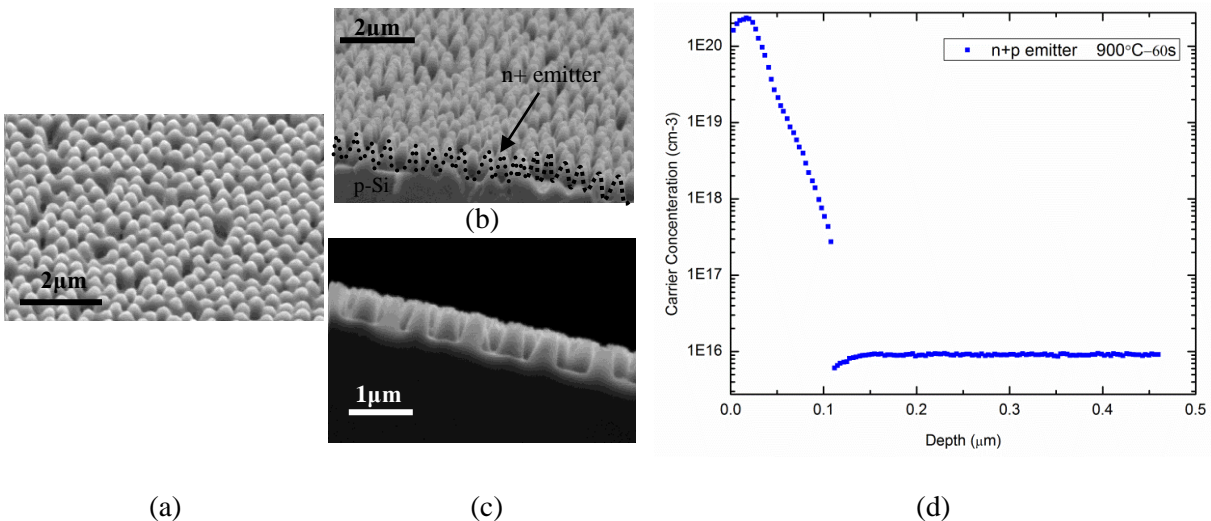 2μm
(a)
2μm
n+ emitter
p-Si
(b)
1μm
(c)
1E20
1E19
1E18
1E17
1E16
Carrier Concenteration (cm-3)
n+p emitter 900°C–60s
0.0 0.1 0.2 0.3 0.4 0.5
Depth (μm)
(d)